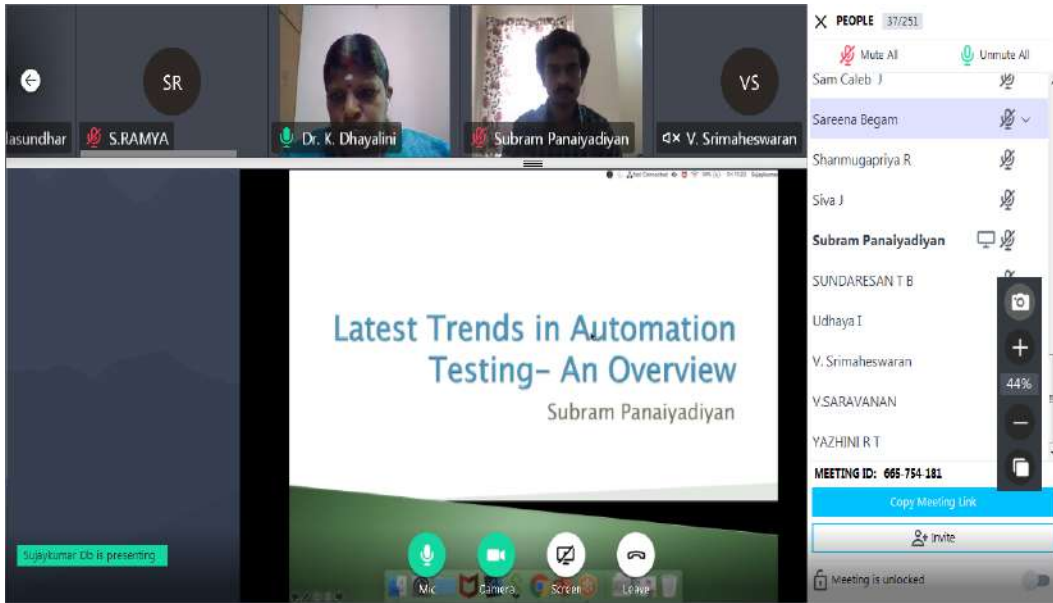 SR
lasundhar
S.RAMYA
Dr. K. Dhayalini
Subram Panaiyadiyan
VS
V. Srimaheswaran
Latest Trends in Automation
Testing– An Overview
Subram Panaiyadiyan
Sujaykumar Db is presenting
Mic
Camera
Screen
Leave
PEOPLE 37/251
Mute All
Unmute All
Sam Caleb J
Sareena Begam
Shanmugapriya R
Siva J
Subram Panaiyadiyan
SUNDARESAN T B
Udhaya I
V. Srimaheswaran
V.SARAVANAN
YAZHINI R T
44%
MEETING ID: 665-754-181
Copy Meeting Link
Invite
Meeting is unlocked